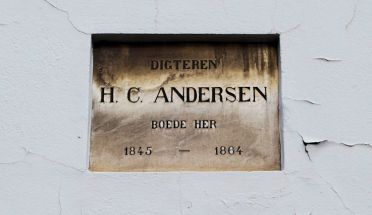 DIGTEREN
H. C. ANDERSEN
BOEDE HER
1845 — 1864